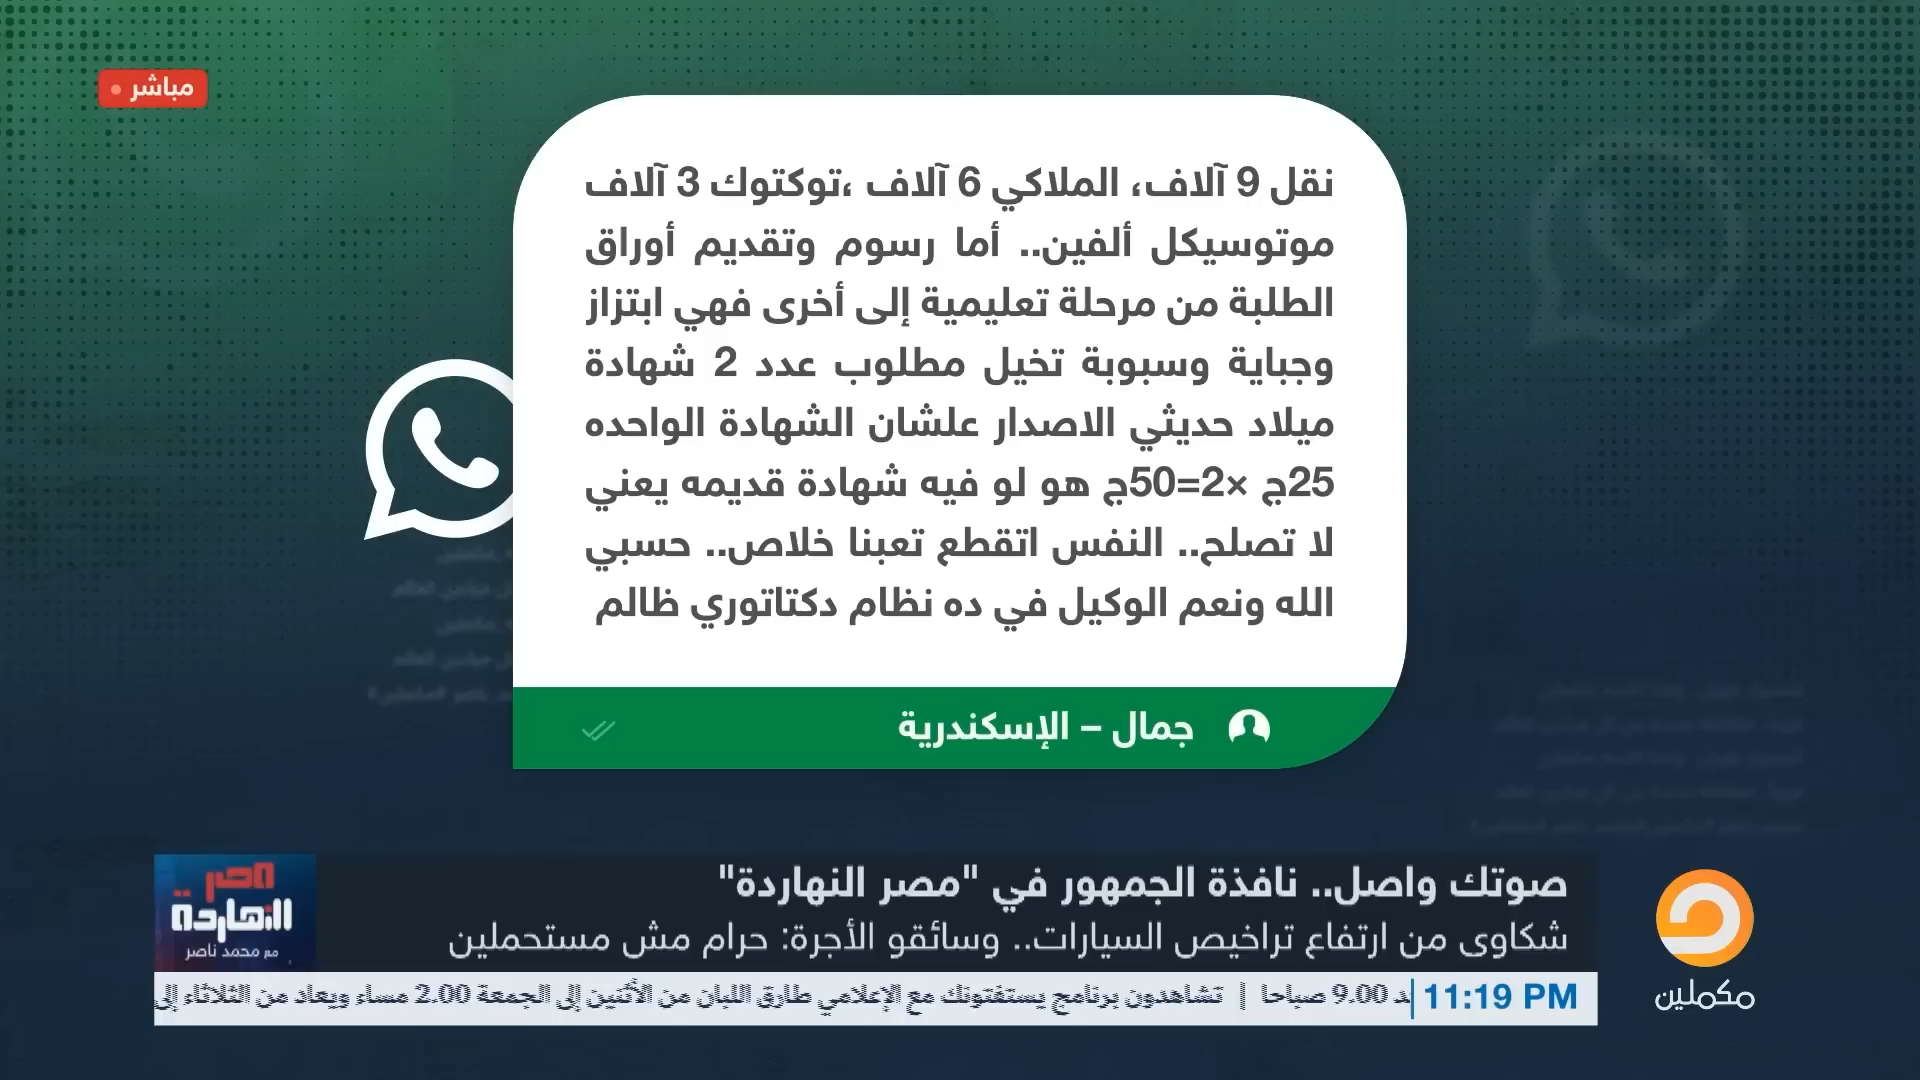 مباشر
نقل 9 آلاف، الملاكي 6 آلاف ،توكتوك 3 آلاف
موتوسيكل ألفين.. أما رسوم وتقديم أوراق
الطلبة من مرحلة تعليمية إلى أخرى فهي ابتزاز
وجباية وسبوبة تخيل مطلوب عدد 2 شهادة
ميلاد حديثي الاصدار علشان الشهادة الواحده
25ج ×2=50ج هو لو فيه شهادة قديمه يعني
لا تصلح.. النفس اتقطع تعبنا خلاص.. حسبي
الله ونعم الوكيل في ده نظام دكتاتوري ظالم
جمال – الإسكندرية
صوتك واصل.. نافذة الجمهور في "مصر النهاردة"
شكاوى من ارتفاع تراخيص السيارات.. وسائقو الأجرة: حرام مش مستحملين
مصر
النهاردة
مع محمد ناصر
11:19 PM
9.00 صباحا | تشاهدون برنامج يستفتونك مع الإعلامي طارق اللبان من الأثنين إلى الجمعة 2.00 مساء ويعاد من الثلاثاء إلى
مكملين